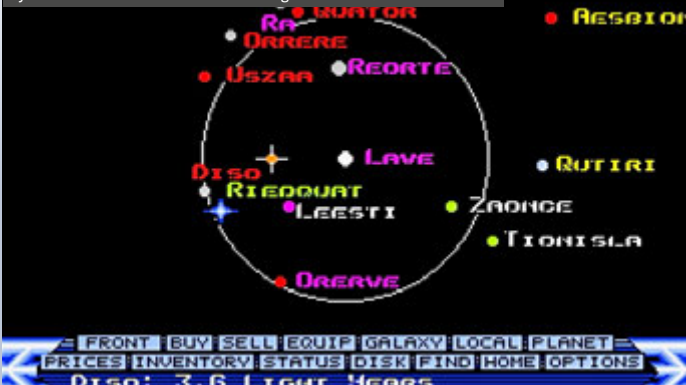 Quator
Ra
Orrere
Aesbion
Uszaa
Reorte
Lave
Qutiri
Diso
Riedquat
Leesti
Zaonce
Tionisla
Orerve
FRONT BUY SELL EQUIP GALAXY LOCAL PLANET
PRICES INVENTORY STATUS DISK FIND HOME OPTIONS
Diso: 3.6 Light Years